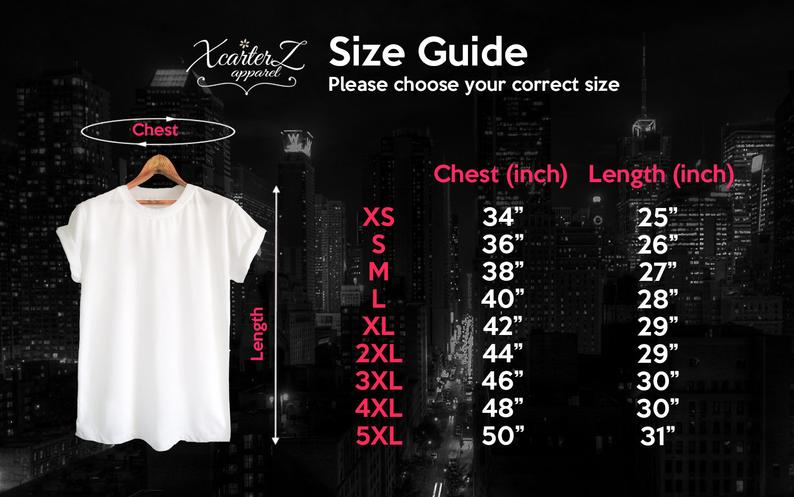 XcarterZ
apparel
Size Guide
Please choose your correct size
Chest
Chest (inch) Length (inch)
XS 34” 25”
S 36” 26”
M 38” 27”
L 40” 28”
XL 42” 29”
2XL 44” 29”
3XL 46” 30”
4XL 48” 30”
5XL 50” 31”
Length
W